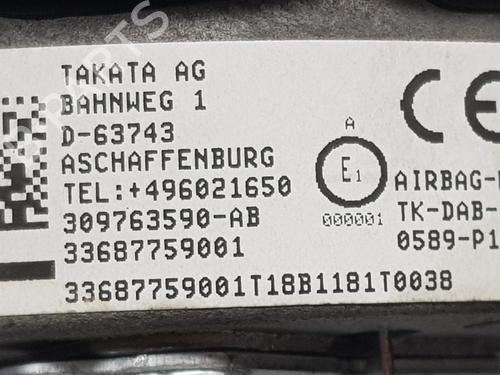 TAKATA AG
BAHNWEG 1
D-63743
ASCHAFFENBURG
TEL:+496021650
309763590-AB
33687759001
33687759001T18B1181T0038
CE
A
E1
000001
AIRBAG-
TK-DAB-
0589-P1